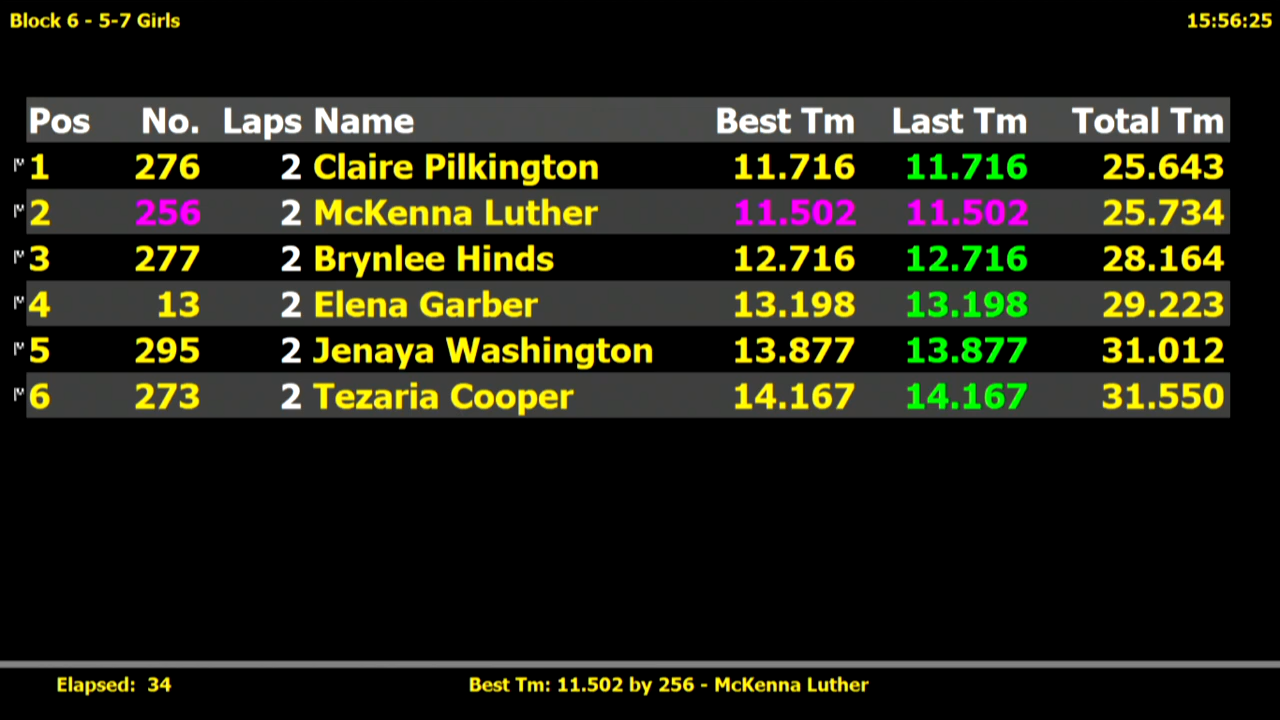 Block 6 - 5-7 Girls 15:56:25
Pos No. Laps Name Best Tm Last Tm Total Tm
1 276 2 Claire Pilkington 11.716 11.716 25.643
2 256 2 McKenna Luther 11.502 11.502 25.734
3 277 2 Brynlee Hinds 12.716 12.716 28.164
4 13 2 Elena Garber 13.198 13.198 29.223
5 295 2 Jenaya Washington 13.877 13.877 31.012
6 273 2 Tezaria Cooper 14.167 14.167 31.550
Elapsed: 34 Best Tm: 11.502 by 256 - McKenna Luther